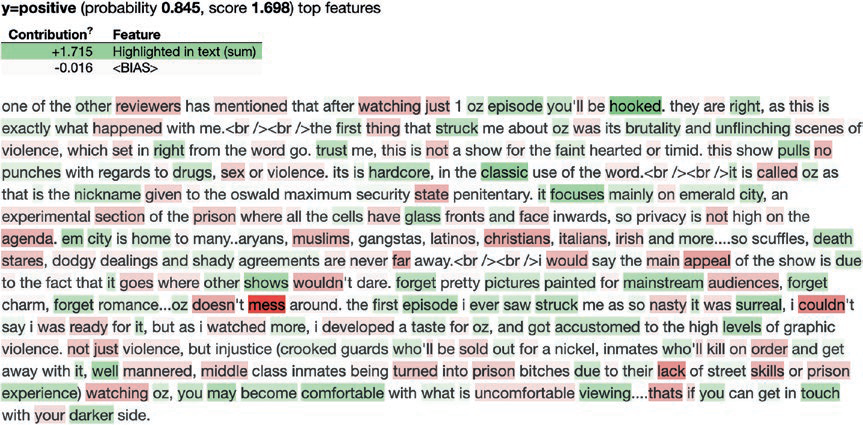 y=positive (probability 0.845, score 1.698) top features
Contribution? Feature
+1.715 Highlighted in text (sum)
-0.016 <BIAS>
one of the other reviewers has mentioned that after watching just 1 oz episode you'll be hooked. they are right, as this is
exactly what happened with me.<br /><br />the first thing that struck me about oz was its brutality and unflinching scenes of
violence, which set in right from the word go. trust me, this is not a show for the faint hearted or timid. this show pulls no
punches with regards to drugs, sex or violence. its is hardcore, in the classic use of the word.<br /><br />it is called oz as
that is the nickname given to the oswald maximum security state penitentary. it focuses mainly on emerald city, an
experimental section of the prison where all the cells have glass fronts and face inwards, so privacy is not high on the
agenda. em city is home to many..aryans, muslims, gangstas, latinos, christians, italians, irish and more....so scuffles, death
stares, dodgy dealings and shady agreements are never far away.<br /><br />i would say the main appeal of the show is due
to the fact that it goes where other shows wouldn't dare. forget pretty pictures painted for mainstream audiences, forget
charm, forget romance...oz doesn't mess around. the first episode i ever saw struck me as so nasty it was surreal, i couldn't
say i was ready for it, but as i watched more, i developed a taste for oz, and got accustomed to the high levels of graphic
violence. not just violence, but injustice (crooked guards who'll be sold out for a nickel, inmates who'll kill on order and get
away with it, well mannered, middle class inmates being turned into prison bitches due to their lack of street skills or prison
experience) watching oz, you may become comfortable with what is uncomfortable viewing....thats if you can get in touch
with your darker side.